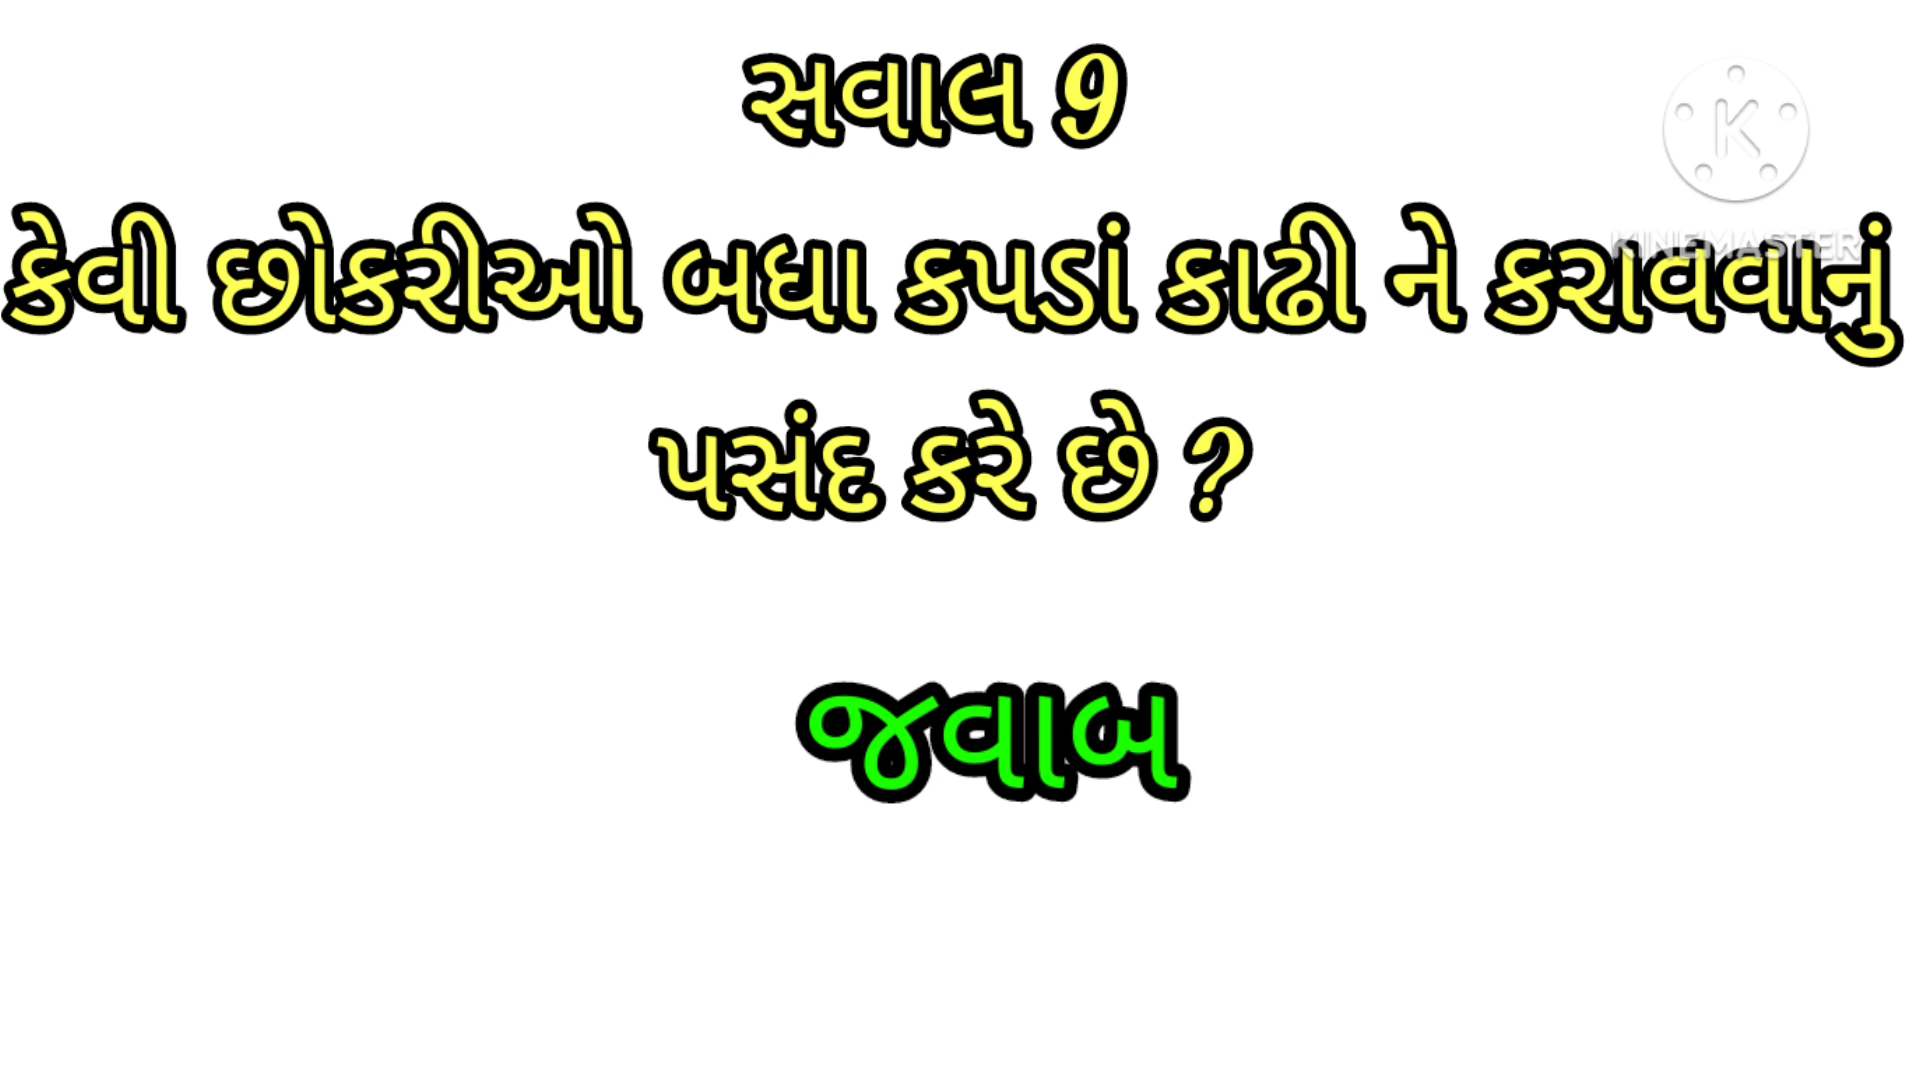 સવાલ 9
કેવી છોકરીઓ બધા કપડાં કાઢી ને કરાવવાનું
પસંદ કરે છે ?
જવાબ
K
KINEMASTER